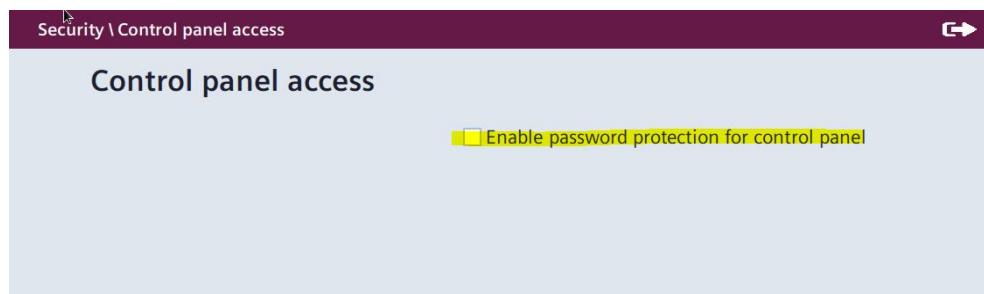 Security \ Control panel access
Control panel access
Enable password protection for control panel